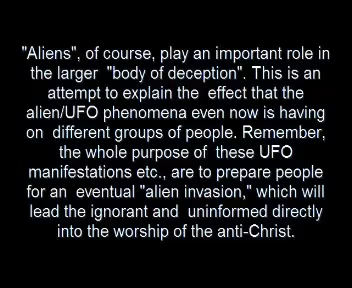 "Aliens", of course, play an important role in
the larger "body of deception". This is an
attempt to explain the effect that the
alien/UFO phenomena even now is having
on different groups of people. Remember,
the whole purpose of these UFO
manifestations etc., are to prepare people
for an eventual "alien invasion," which will
lead the ignorant and uninformed directly
into the worship of the anti-Christ.